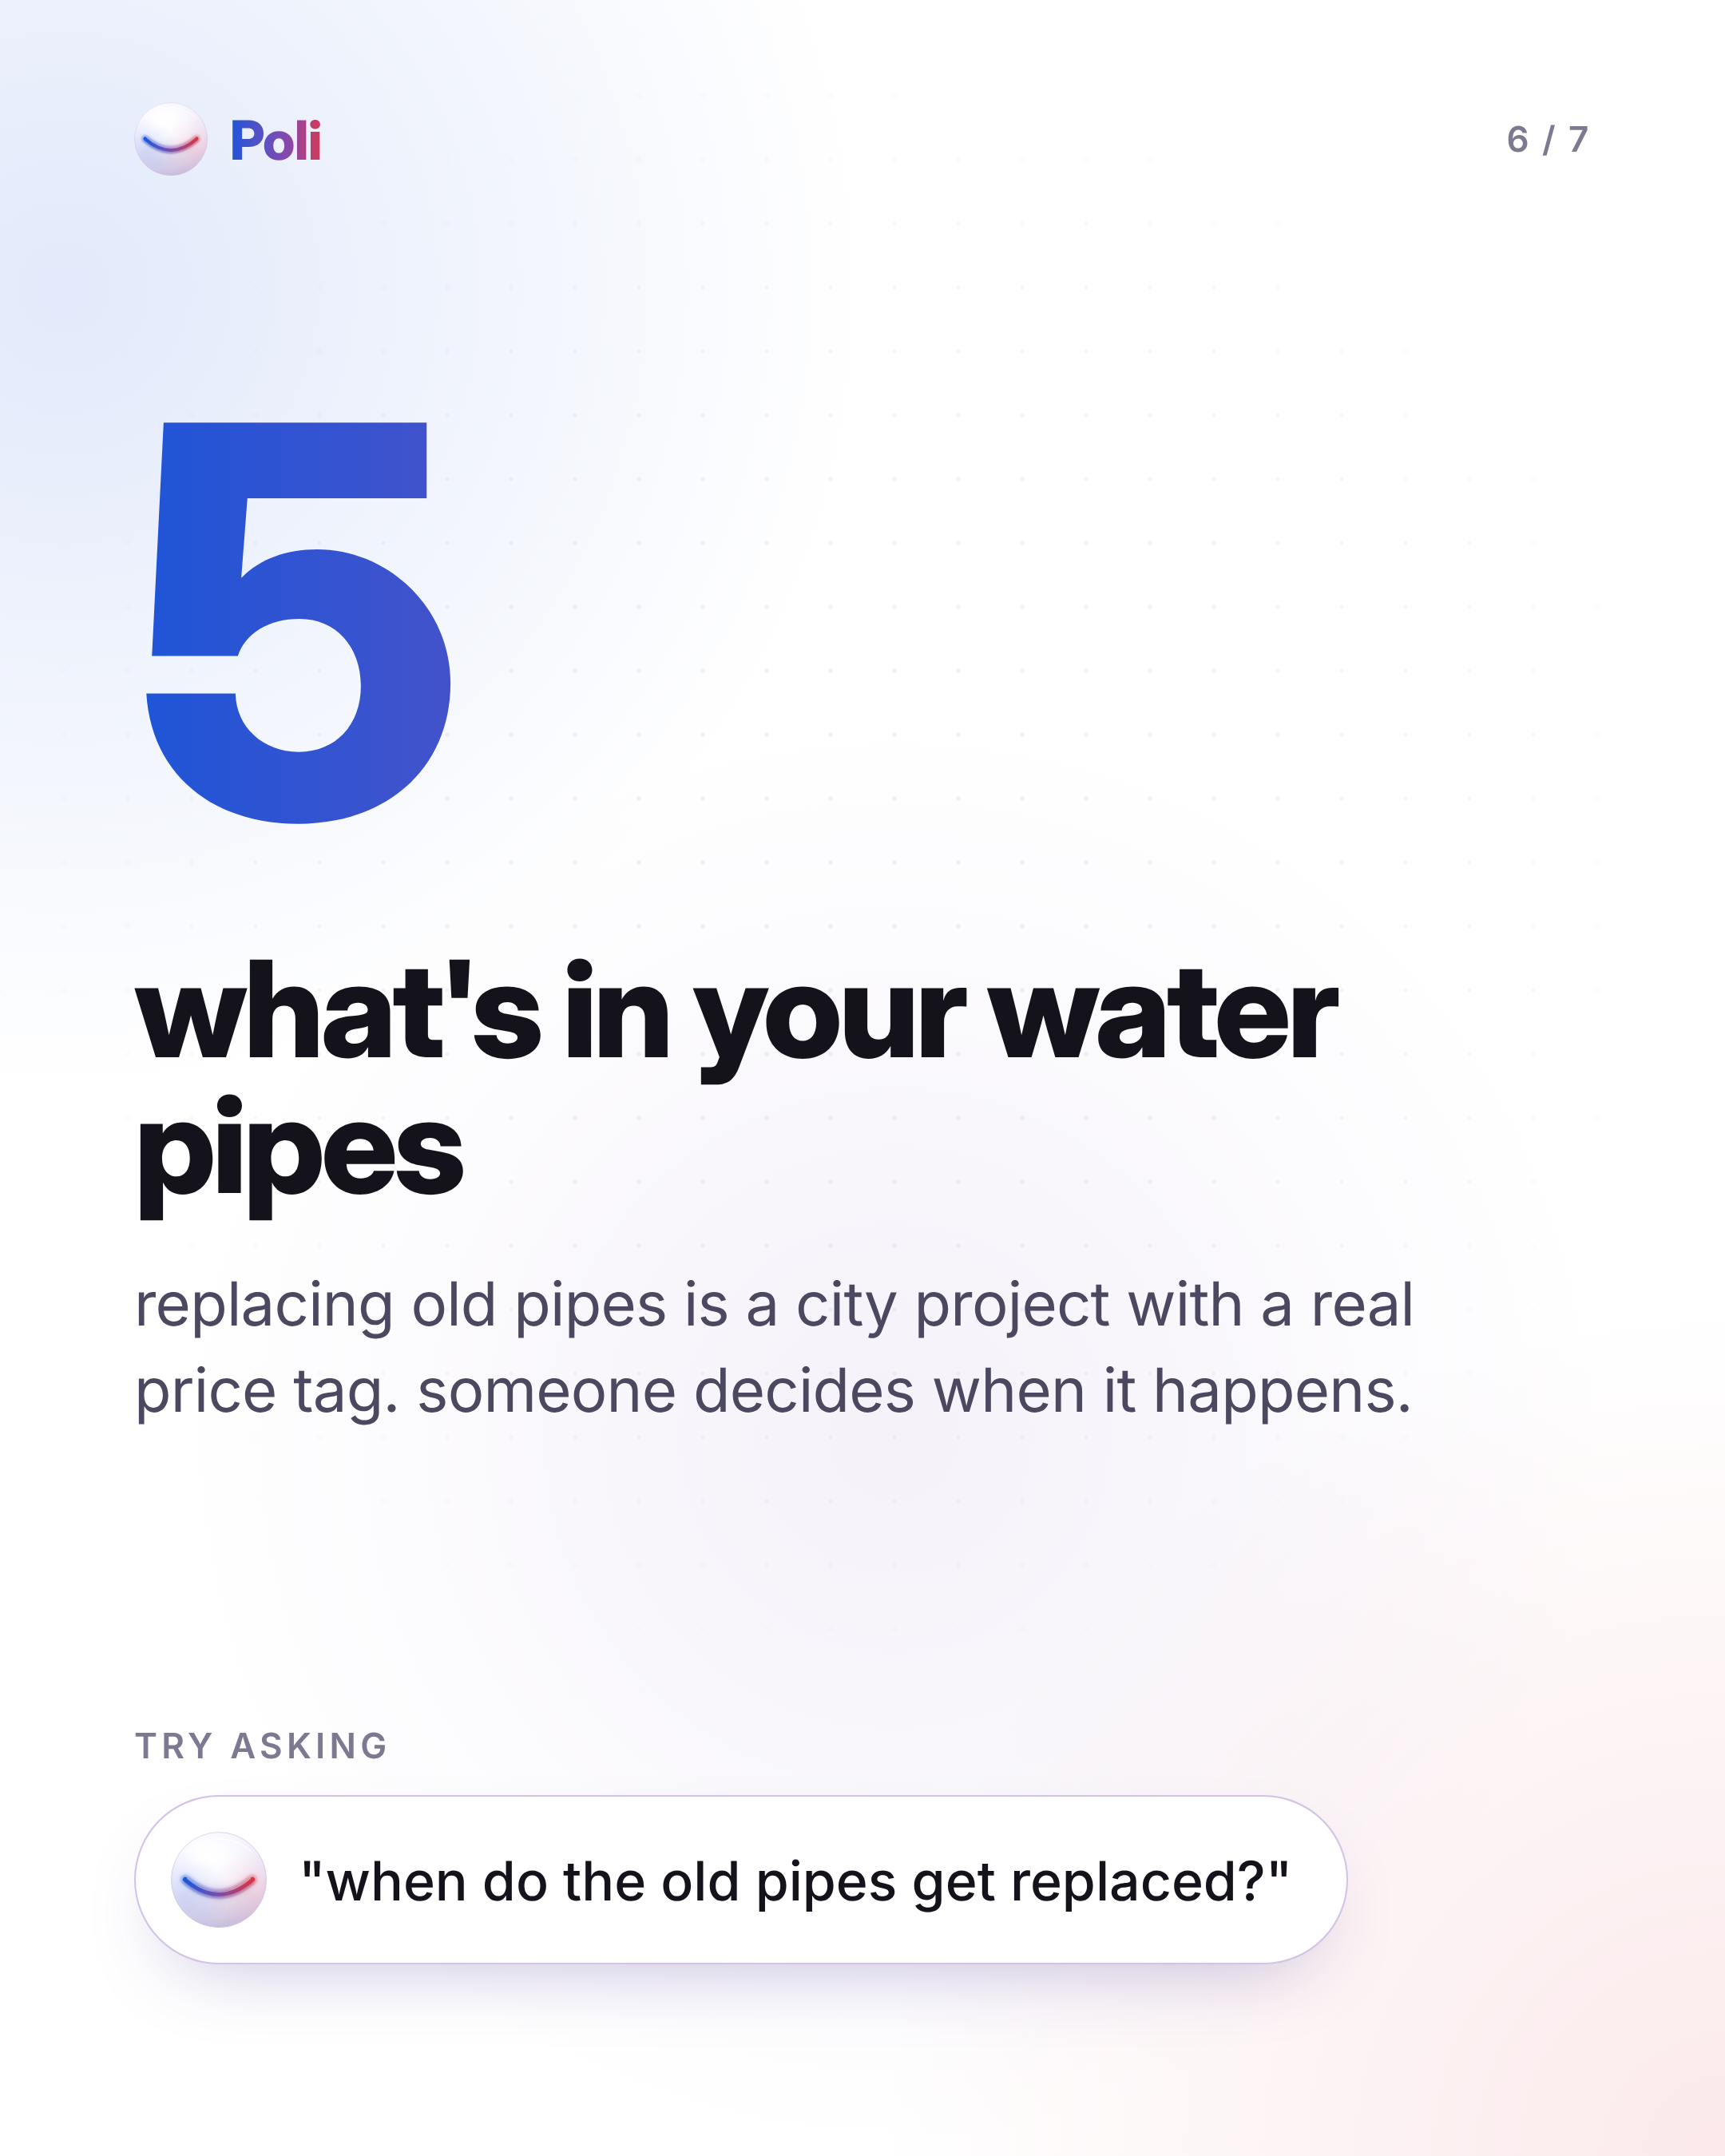 Poli
6 / 7
5
what's in your water
pipes
replacing old pipes is a city project with a real
price tag. someone decides when it happens.
TRY ASKING
"when do the old pipes get replaced?"